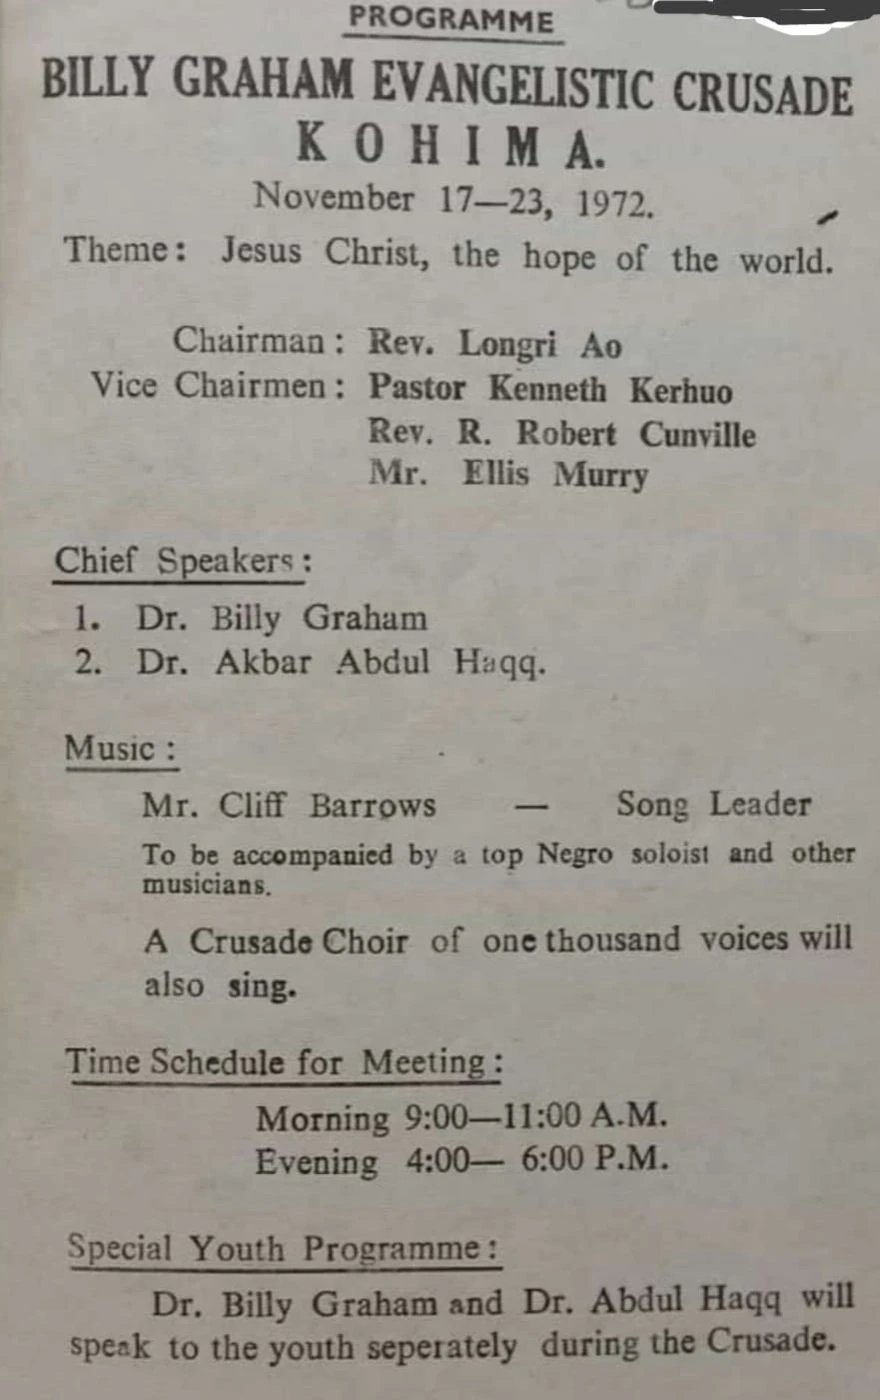 PROGRAMME
BILLY GRAHAM EVANGELISTIC CRUSADE
KOHIMA.
November 17—23, 1972.
Theme: Jesus Christ, the hope of the world.
Chairman: Rev. Longri Ao
Vice Chairmen: Pastor Kenneth Kerhuo
Rev. R. Robert Cunville
Mr. Ellis Murry
Chief Speakers:
1. Dr. Billy Graham
2. Dr. Akbar Abdul Haqq.
Music:
Mr. Cliff Barrows — Song Leader
To be accompanied by a top Negro soloist and other
musicians.
A Crusade Choir of one thousand voices will
also sing.
Time Schedule for Meeting:
Morning 9:00—11:00 A.M.
Evening 4:00— 6:00 P.M.
Special Youth Programme:
Dr. Billy Graham and Dr. Abdul Haqq will
speak to the youth seperately during the Crusade.